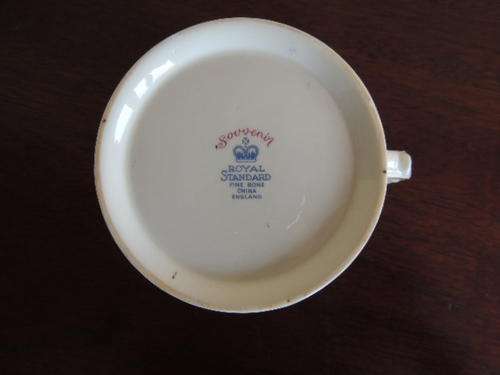 Souvenir
ROYAL
STANDARD
FINE BONE
CHINA
ENGLAND